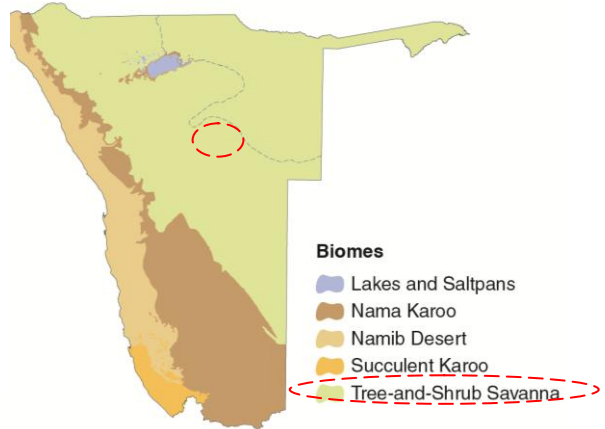 Biomes
Lakes and Saltpans
Nama Karoo
Namib Desert
Succulent Karoo
Tree-and-Shrub Savanna